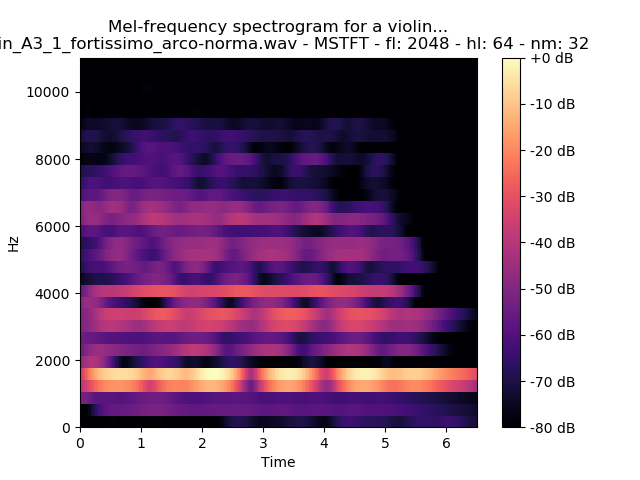 Mel-frequency spectrogram for a violin...
in_A3_1_fortissimo_arco-norma.wav - MSTFT - fl: 2048 - hl: 64 - nm: 32
+0 dB
10000
-10 dB
8000
-20 dB
-30 dB
6000
Hz
-40 dB
4000
-50 dB
-60 dB
2000
-70 dB
0
-80 dB
0 1 2 3 4 5 6
Time